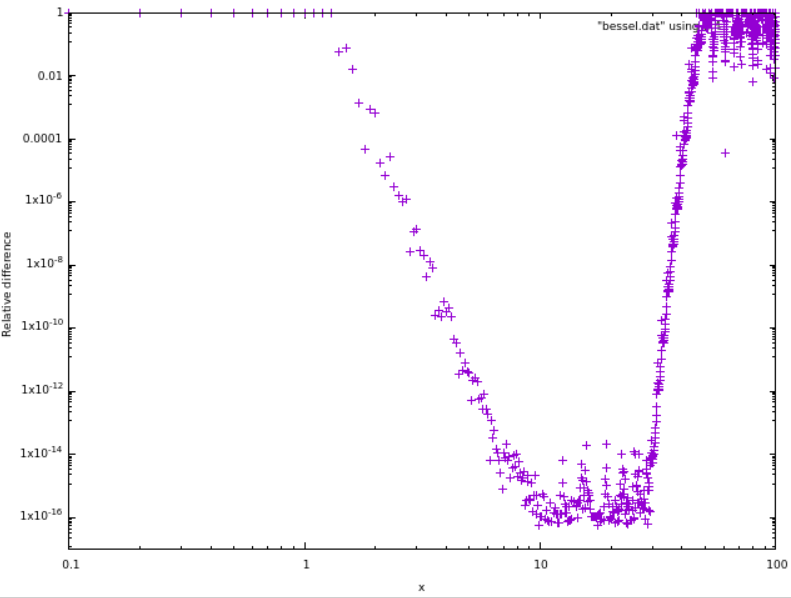 1
"bessel.dat" using
0.01
0.0001
1x10⁻⁶
1x10⁻⁸
1x10⁻¹⁰
1x10⁻¹²
1x10⁻¹⁴
1x10⁻¹⁶
Relative difference
0.1 1 10 100
x